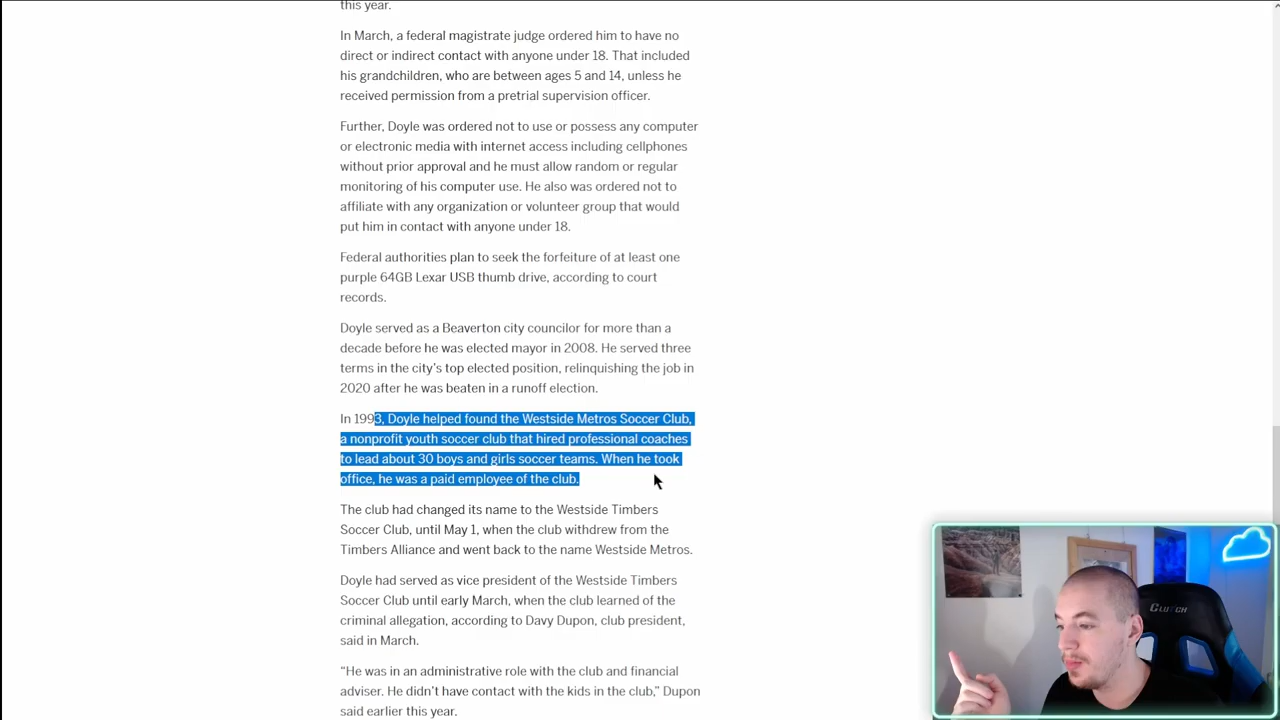 this year.
In March, a federal magistrate judge ordered him to have no
direct or indirect contact with anyone under 18. That included
his grandchildren, who are between ages 5 and 14, unless he
received permission from a pretrial supervision officer.
Further, Doyle was ordered not to use or possess any computer
or electronic media with internet access including cellphones
without prior approval and he must allow random or regular
monitoring of his computer use. He also was ordered not to
affiliate with any organization or volunteer group that would
put him in contact with anyone under 18.
Federal authorities plan to seek the forfeiture of at least one
purple 64GB Lexar USB thumb drive, according to court
records.
Doyle served as a Beaverton city councilor for more than a
decade before he was elected mayor in 2008. He served three
terms in the city’s top elected position, relinquishing the job in
2020 after he was beaten in a runoff election.
In 1993, Doyle helped found the Westside Metros Soccer Club,
a nonprofit youth soccer club that hired professional coaches
to lead about 30 boys and girls soccer teams. When he took
office, he was a paid employee of the club.
The club had changed its name to the Westside Timbers
Soccer Club, until May 1, when the club withdrew from the
Timbers Alliance and went back to the name Westside Metros.
Doyle had served as vice president of the Westside Timbers
Soccer Club until early March, when the club learned of the
criminal allegation, according to Davy Dupon, club president,
said in March.
“He was in an administrative role with the club and financial
adviser. He didn’t have contact with the kids in the club,” Dupon
said earlier this year.
CLUTCH